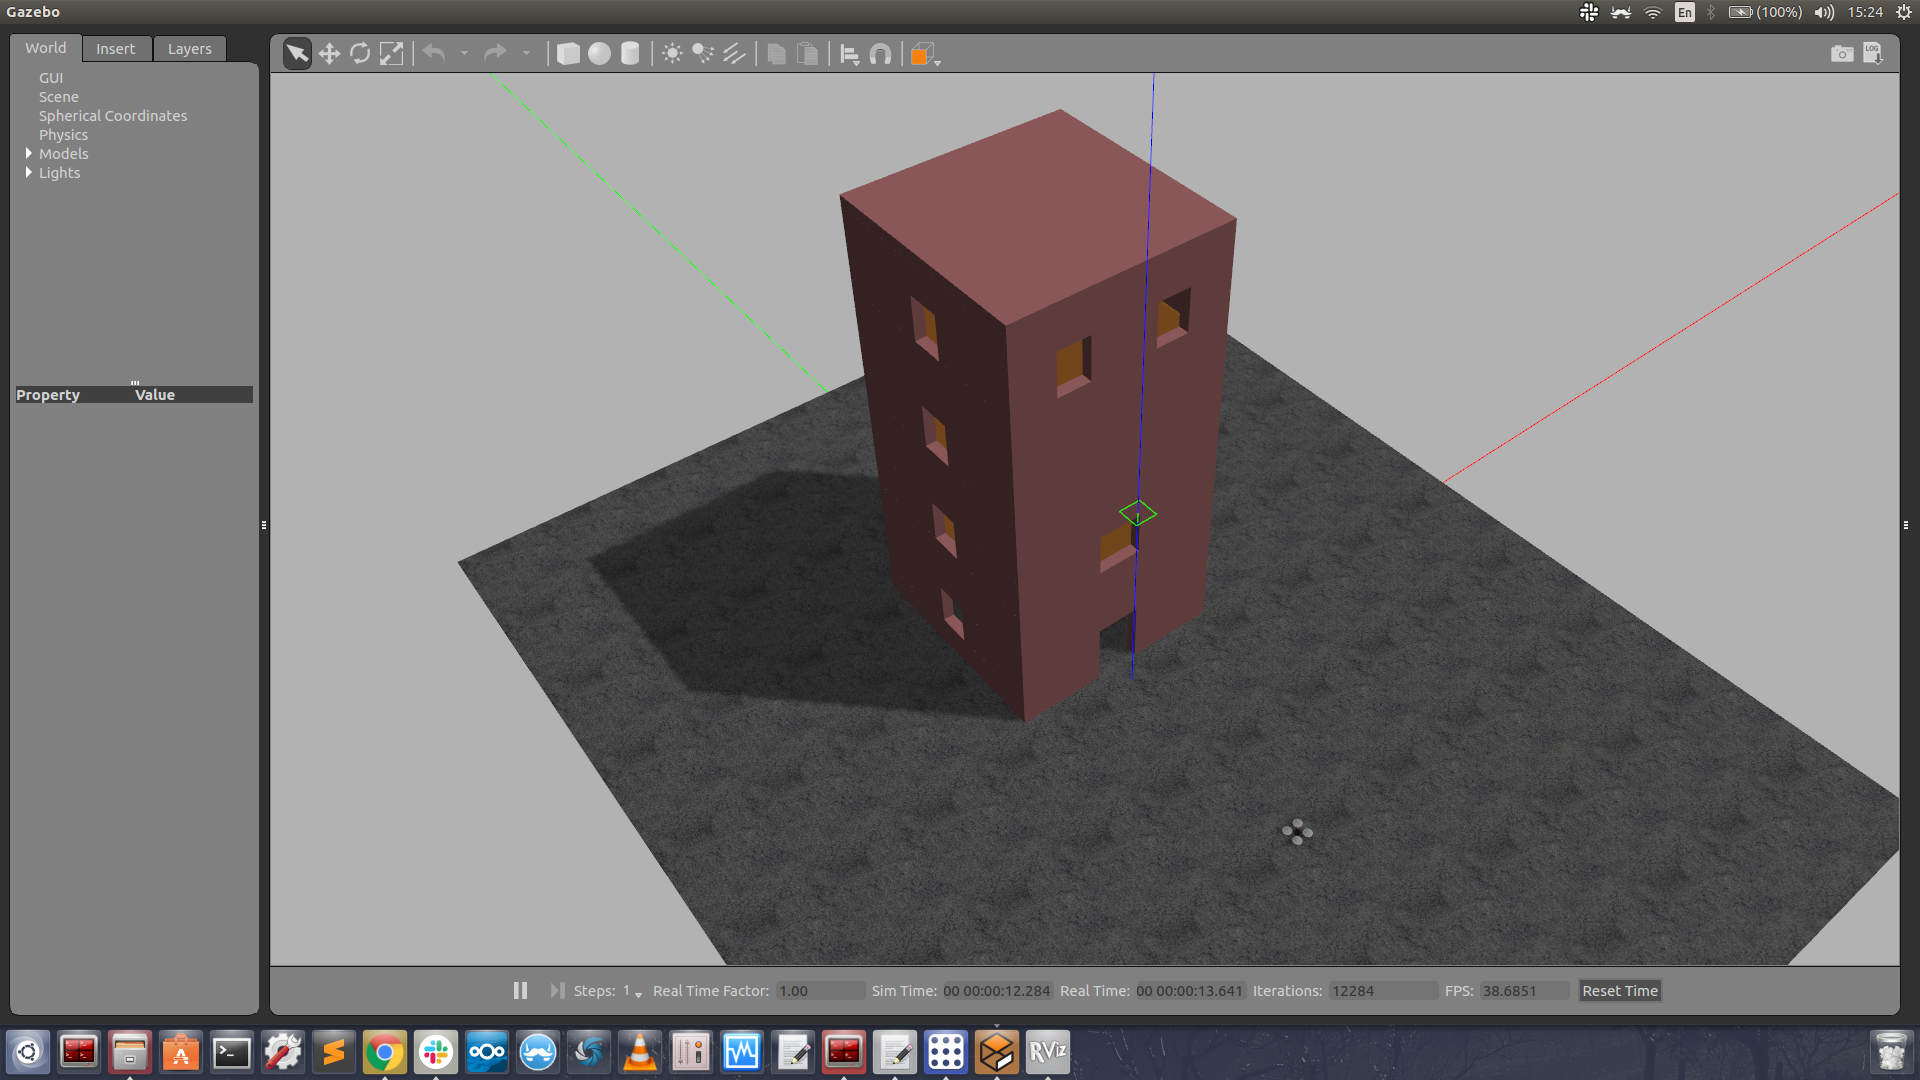 Gazebo
En
(100%)
15:24
World
Insert
Layers
LOG
GUI
Scene
Spherical Coordinates
Physics
Models
Lights
Property
Value
Steps: 1
Real Time Factor: 1.00
Sim Time: 00 00:00:12.284
Real Time: 00 00:00:13.641
Iterations: 12284
FPS: 38.6851
Reset Time
RViz